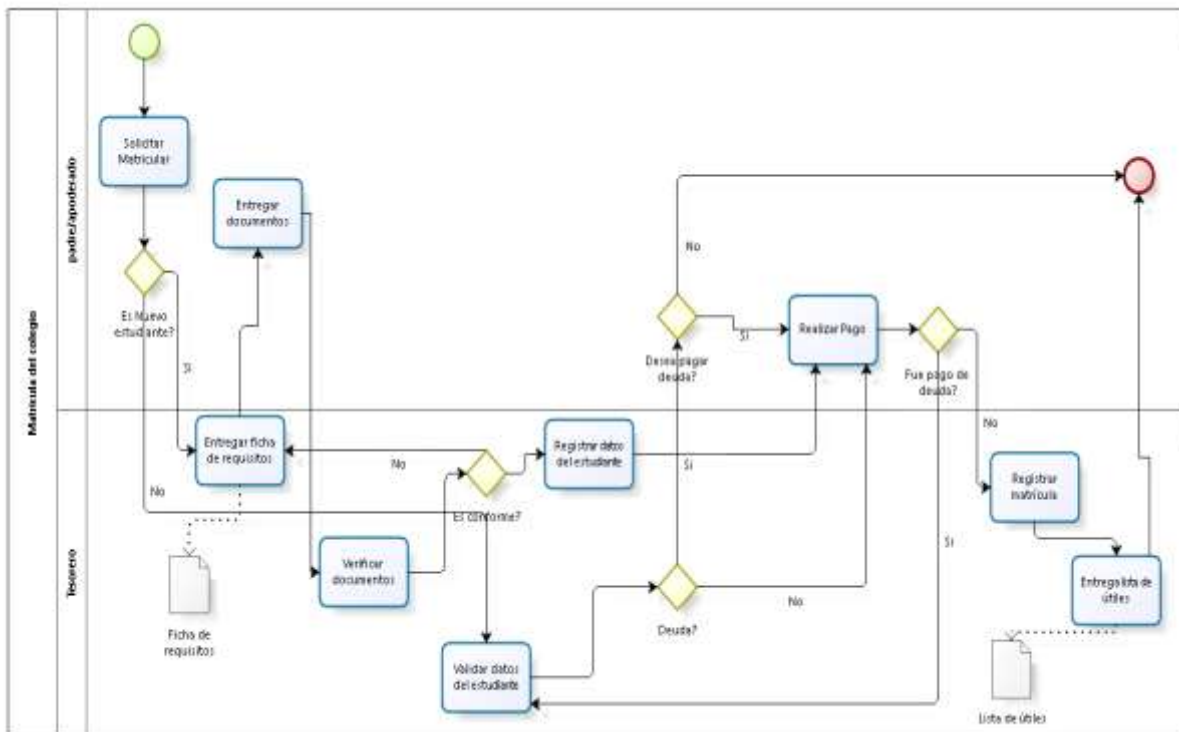 Matrícula del colegio
padre/apoderado
Solicitar
Matricular
Es Nuevo
estudiante?
Si
No
Entregar
documentos
No
Desea pagar
deuda?
Si
Realizar Pago
Fue pago de
deuda?
No
Si
Tesorero
Entregar ficha
de requisitos
Ficha de
requisitos
No
Es conforme?
Verificar
documentos
Registrar datos
del estudiante
Si
Deuda?
No
Validar datos
del estudiante
Registrar
matrícula
Entrega lista de
útiles
Lista de útiles